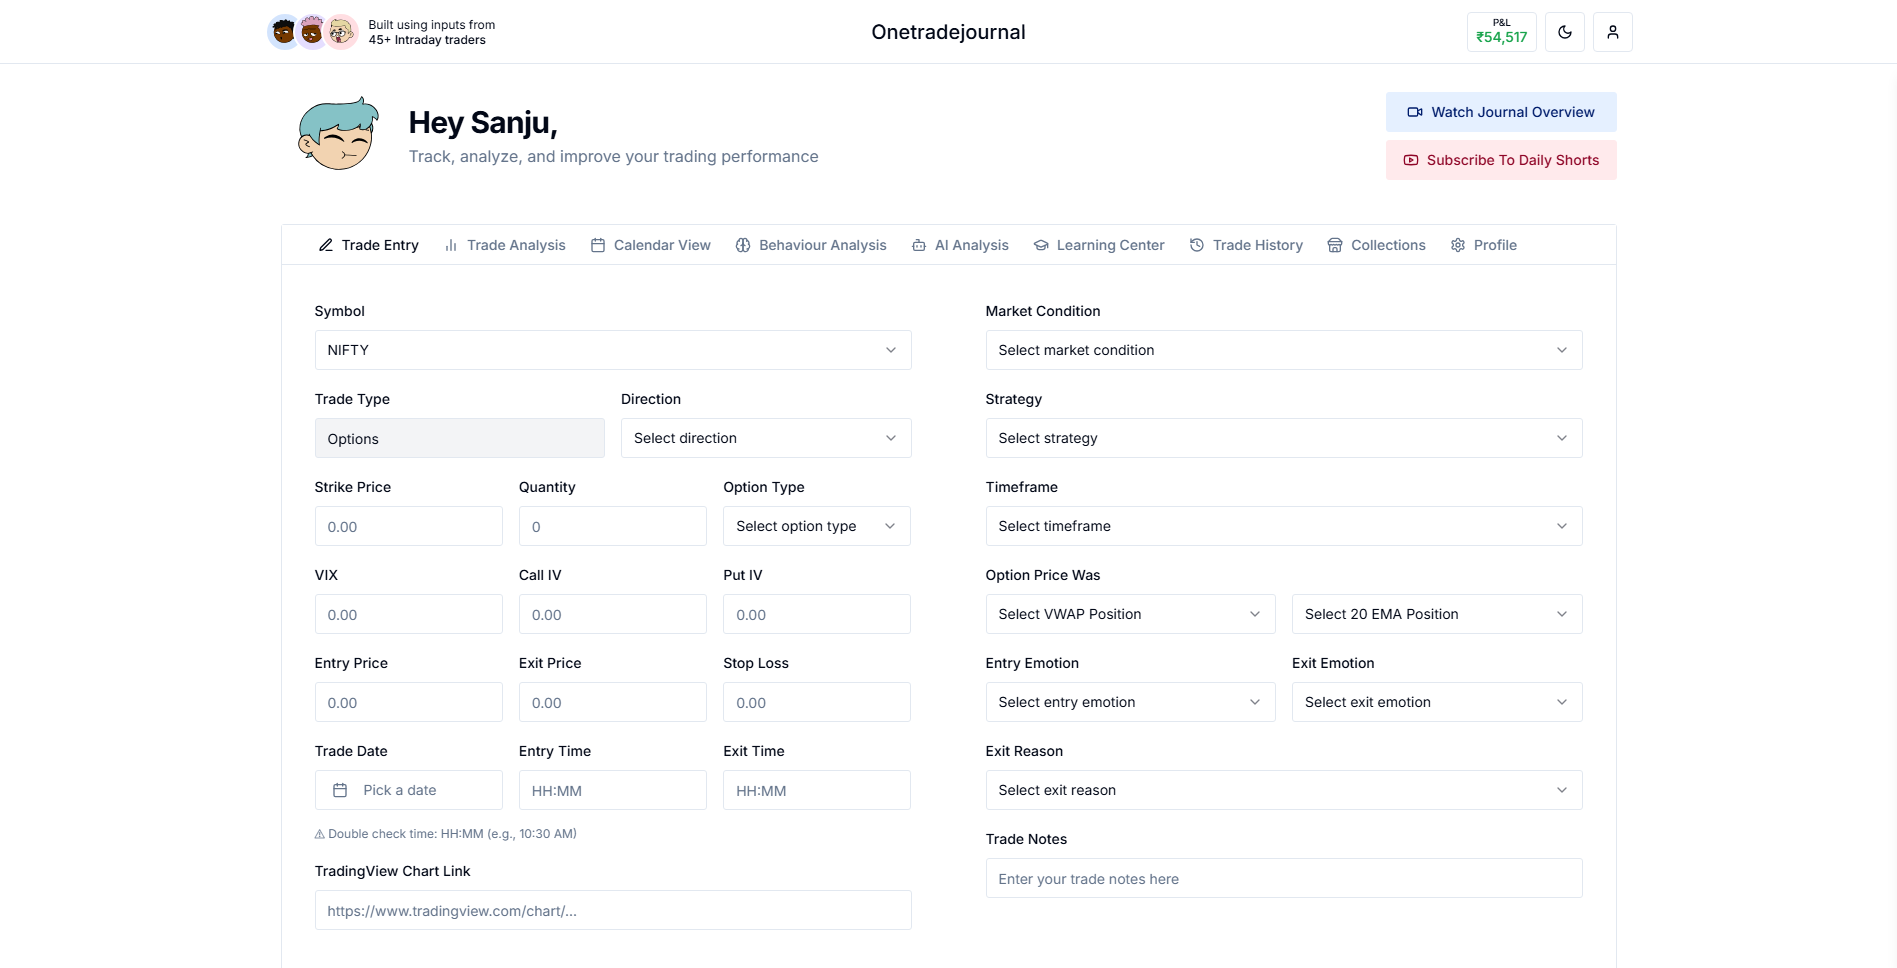 Built using inputs from
45+ Intraday traders
Onetradejournal
P&L
₹54,517
Hey Sanju,
Track, analyze, and improve your trading performance
Watch Journal Overview
Subscribe To Daily Shorts
Trade Entry
Trade Analysis
Calendar View
Behaviour Analysis
AI Analysis
Learning Center
Trade History
Collections
Profile
Symbol
NIFTY
Trade Type
Direction
Options
Select direction
Strike Price
Quantity
Option Type
0.00
0
Select option type
VIX
Call IV
Put IV
0.00
0.00
0.00
Entry Price
Exit Price
Stop Loss
0.00
0.00
0.00
Trade Date
Entry Time
Exit Time
Pick a date
HH:MM
HH:MM
⚠ Double check time: HH:MM (e.g., 10:30 AM)
TradingView Chart Link
https://www.tradingview.com/chart/...
Market Condition
Select market condition
Strategy
Select strategy
Timeframe
Select timeframe
Option Price Was
Select VWAP Position
Select 20 EMA Position
Entry Emotion
Exit Emotion
Select entry emotion
Select exit emotion
Exit Reason
Select exit reason
Trade Notes
Enter your trade notes here